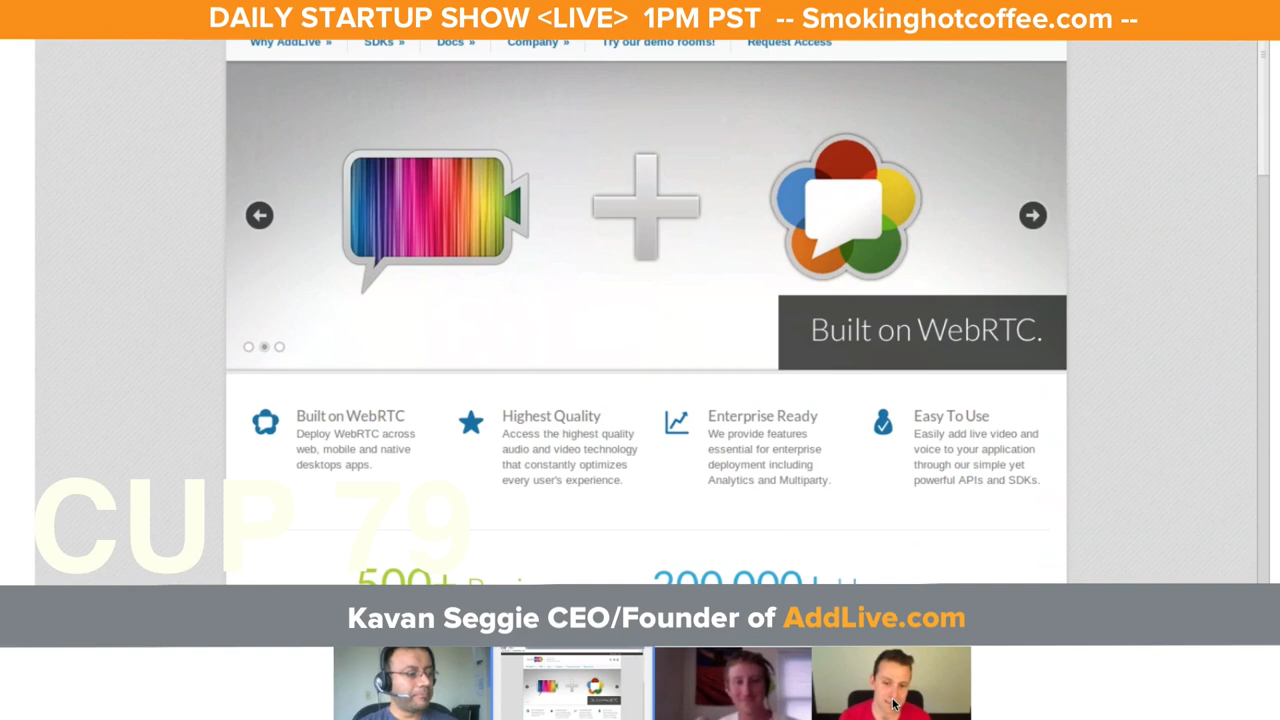 DAILY STARTUP SHOW <LIVE> 1PM PST -- Smokinghotcoffee.com --
Why AddLive » SDKs » Docs » Company » Try our demo rooms! Request Access
Built on WebRTC.
Built on WebRTC
Deploy WebRTC across
web, mobile and native
desktops apps.
Highest Quality
Access the highest quality
audio and video technology
that constantly optimizes
every user's experience.
Enterprise Ready
We provide features
essential for enterprise
deployment including
Analytics and Multiparty.
Easy To Use
Easily add live video and
voice to your application
through our simple yet
powerful APIs and SDKs.
CUP 79
500+
200,000+
Kavan Seggie CEO/Founder of AddLive.com